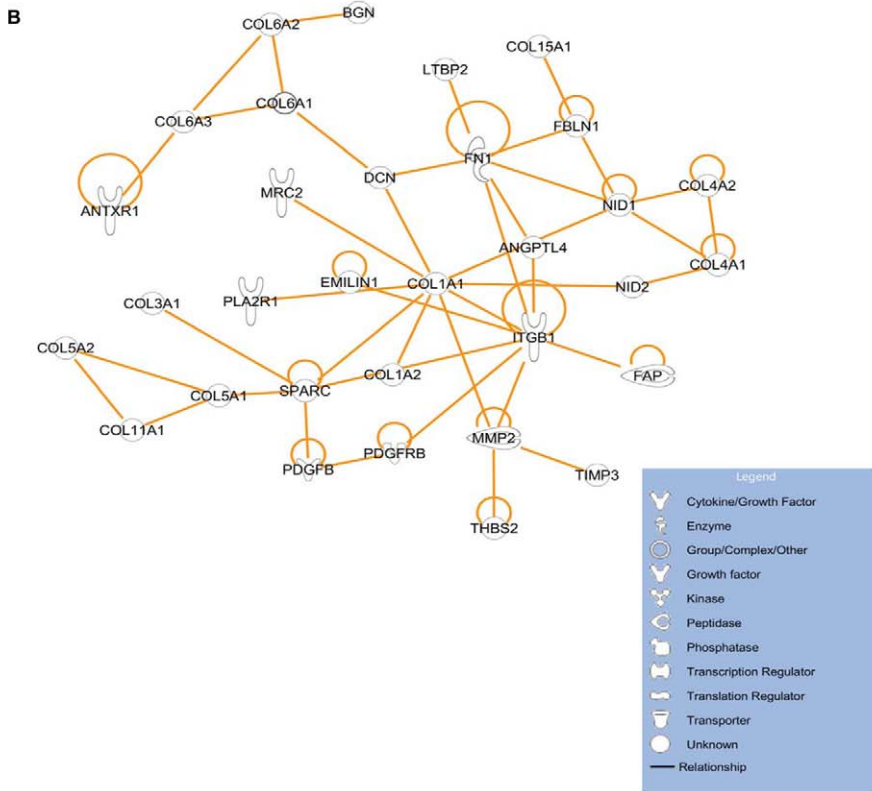 B
COL6A2
BGN
COL15A1
LTBP2
COL6A1
COL6A3
FBLN1
FN1
DCN
MRC2
COL4A2
ANTXR1
NID1
ANGPTL4
COL4A1
EMILIN1
COL1A1
NID2
COL3A1
PLA2R1
ITGB1
COL5A2
COL1A2
FAP
COL5A1
SPARC
COL11A1
MMP2
PDGFRB
PDGFB
TIMP3
THBS2
Legend
Cytokine/Growth Factor
Enzyme
Group/Complex/Other
Growth factor
Kinase
Peptidase
Phosphatase
Transcription Regulator
Translation Regulator
Transporter
Unknown
Relationship